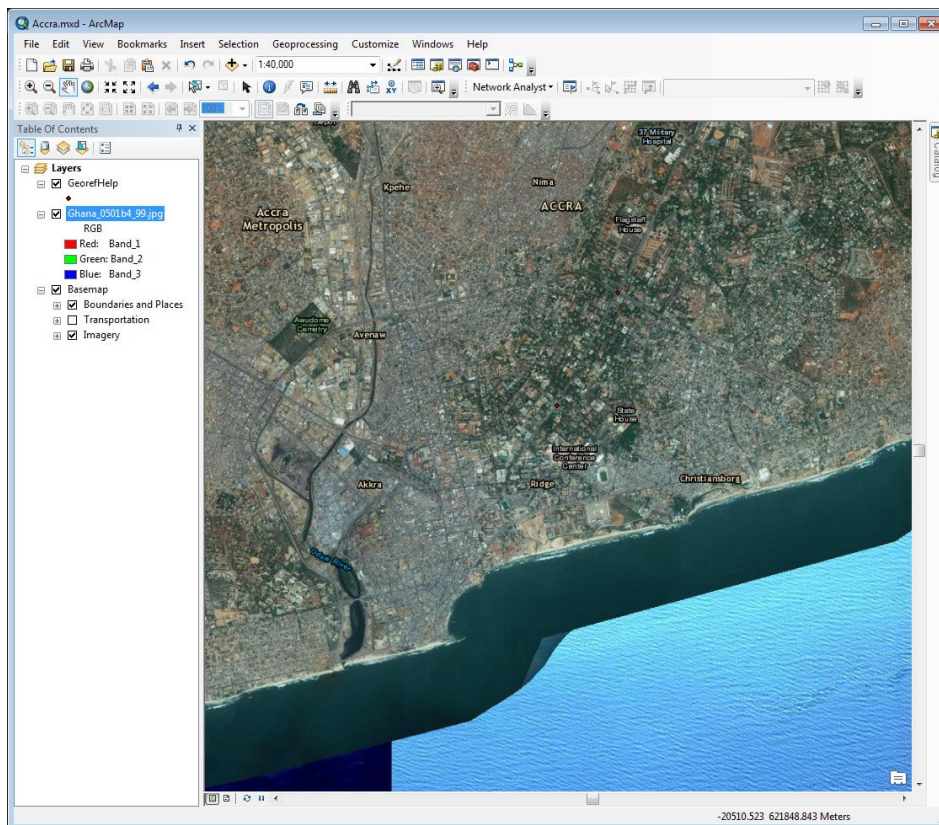 Accra.mxd - ArcMap
File Edit View Bookmarks Insert Selection Geoprocessing Customize Windows Help
1:40,000
Network Analyst
100%
Table Of Contents
Catalog
Layers
GeorefHelp
Ghana_0501b4_99.jpg
RGB
Red: Band_1
Green: Band_2
Blue: Band_3
Basemap
Boundaries and Places
Transportation
Imagery
37 Military
Hospital
Kpehe
Nima
Accra
Metropolis
ACCRA
Flagstaff
House
Awudome
Cemetry
Avenaw
State
House
International
Conference
Center
Akkra
Ridge
Christiansborg
Odaw River
-20510.523 621848.843 Meters